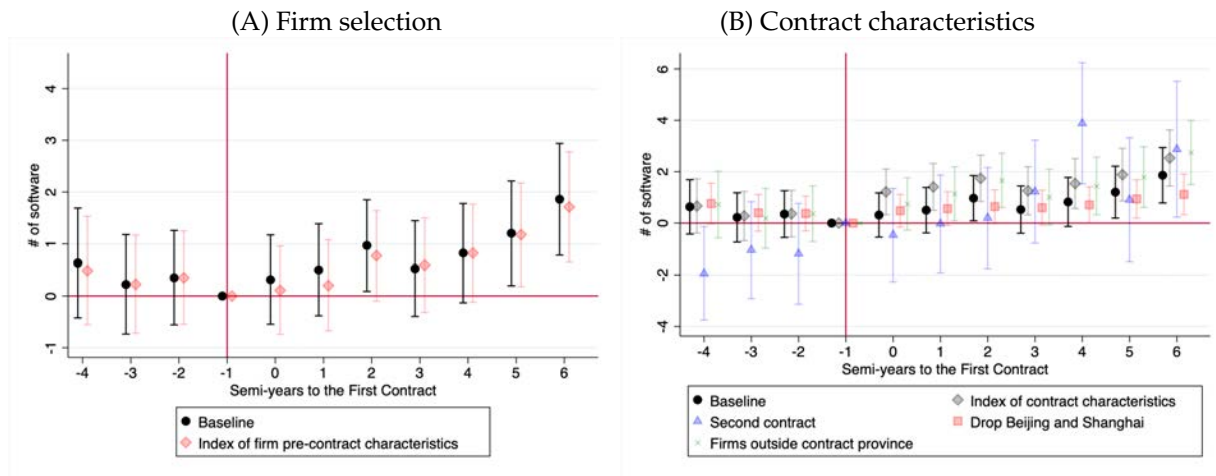 (A) Firm selection
# of software
4
3
2
1
0
-1
-4 -3 -2 -1 0 1 2 3 4 5 6
Semi-years to the First Contract
Baseline
Index of firm pre-contract characteristics
(B) Contract characteristics
# of software
6
4
2
0
-2
-4
-4 -3 -2 -1 0 1 2 3 4 5 6
Semi-years to the First Contract
Baseline Index of contract characteristics
Second contract Drop Beijing and Shanghai
Firms outside contract province